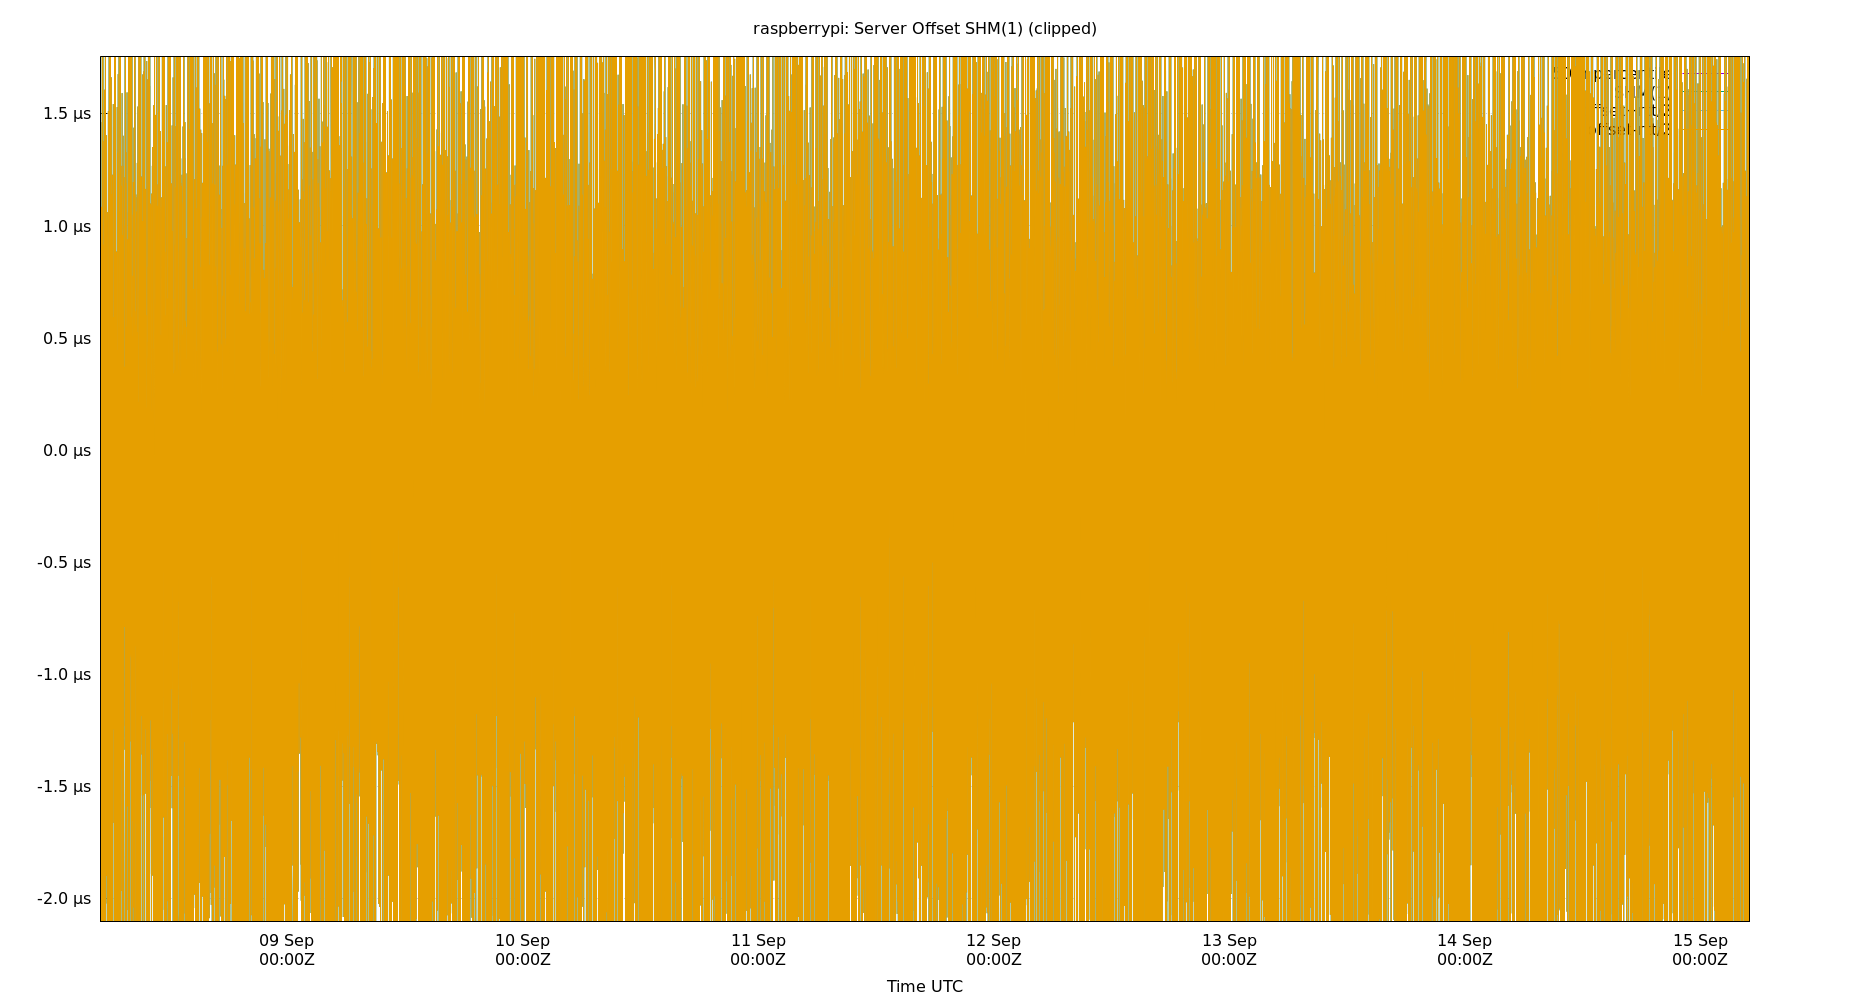 raspberrypi: Server Offset SHM(1) (clipped)
1.5 µs
1.0 µs
0.5 µs
0.0 µs
-0.5 µs
-1.0 µs
-1.5 µs
-2.0 µs
09 Sep
00:00Z
10 Sep
00:00Z
11 Sep
00:00Z
12 Sep
00:00Z
13 Sep
00:00Z
14 Sep
00:00Z
15 Sep
00:00Z
Time UTC